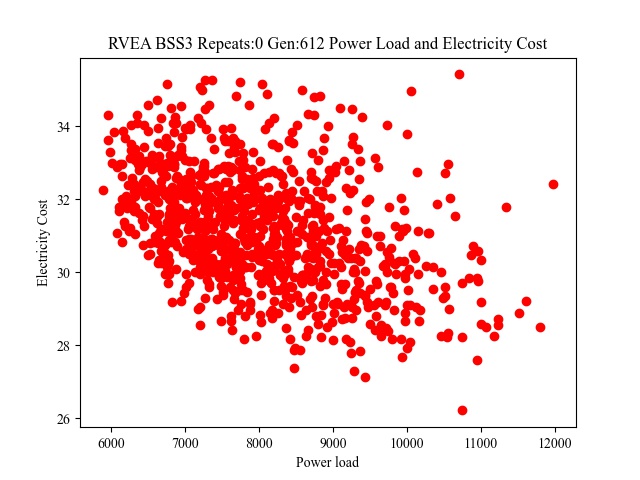 RVEA BSS3 Repeats:0 Gen:612 Power Load and Electricity Cost
34
32
30
28
26
Electricity Cost
6000 7000 8000 9000 10000 11000 12000
Power load